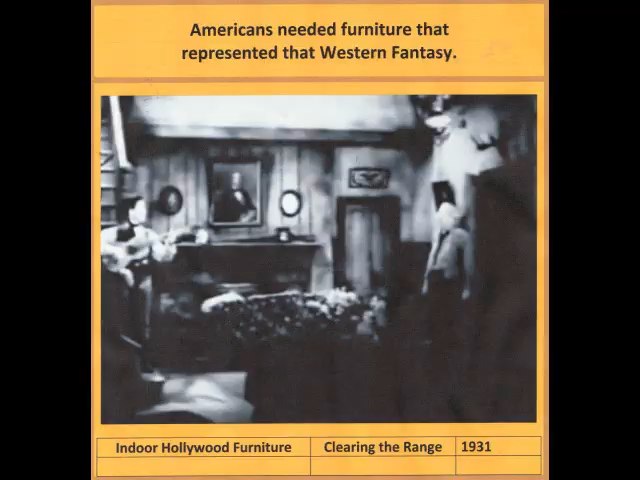 Americans needed furniture that
represented that Western Fantasy.
Indoor Hollywood Furniture Clearing the Range 1931